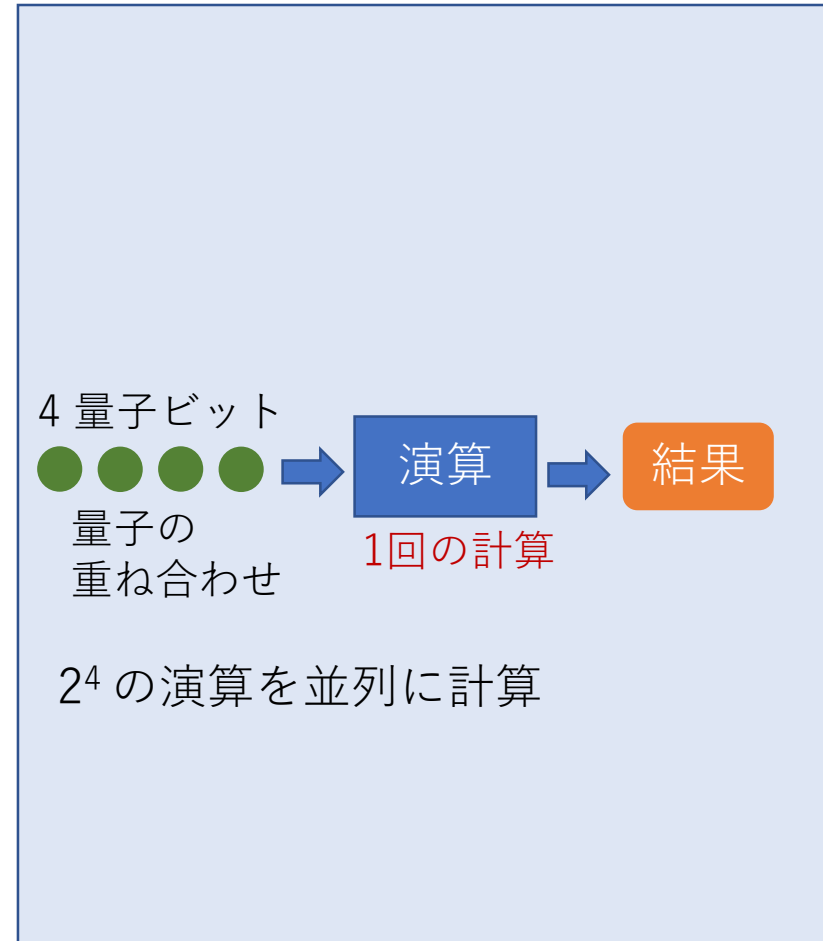 4 量子ビット
演算
結果
量子の
重ね合わせ
1回の計算
2⁴ の演算を並列に計算